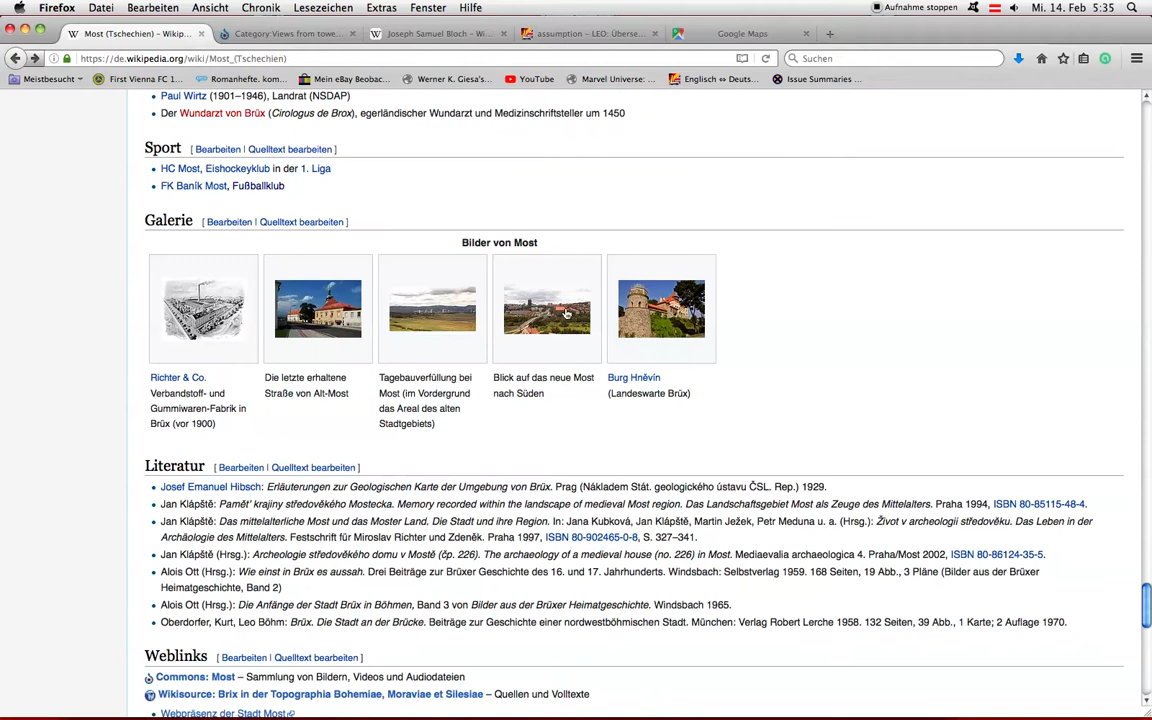 Firefox Datei Bearbeiten Ansicht Chronik Lesezeichen Extras Fenster Hilfe Aufnahme stoppen Mi. 14. Feb 5:35
Most (Tschechien) – Wikip... Category:Views from towe... Joseph Samuel Bloch – W... assumption – LEO: Überse... Google Maps
https://de.wikipedia.org/wiki/Most_(Tschechien) Suchen
Meistbesucht First Vienna FC 1... Romanhefte. kom... Mein eBay Beobac... Werner K. Giesa's... YouTube Marvel Universe: ... Englisch ⇔ Deuts... Issue Summaries ...
Paul Wirtz (1901–1946), Landrat (NSDAP)
Der Wundarzt von Brüx (Cirologus de Brox), egerländischer Wundarzt und Medizinschriftsteller um 1450
Sport [ Bearbeiten | Quelltext bearbeiten ]
HC Most, Eishockeyklub in der 1. Liga
FK Baník Most, Fußballklub
Galerie [ Bearbeiten | Quelltext bearbeiten ]
Bilder von Most
Richter & Co.
Verbandstoff- und
Gummiwaren-Fabrik in
Brüx (vor 1900)
Die letzte erhaltene
Straße von Alt-Most
Tagebauverfüllung bei
Most (im Vordergrund
das Areal des alten
Stadtgebiets)
Blick auf das neue Most
nach Süden
Burg Hněvín
(Landeswarte Brüx)
Literatur [ Bearbeiten | Quelltext bearbeiten ]
Josef Emanuel Hibsch: Erläuterungen zur Geologischen Karte der Umgebung von Brüx. Prag (Nákladem Stát. geologického ústavu ČSL. Rep.) 1929.
Jan Klápště: Paměť krajiny středověkého Mostecka. Memory recorded within the landscape of medieval Most region. Das Landschaftsgebiet Most als Zeuge des Mittelalters. Praha 1994, ISBN 80-85115-48-4.
Jan Klápště: Das mittelalterliche Most und das Moster Land. Die Stadt und ihre Region. In: Jana Kubková, Jan Klápště, Martin Ježek, Petr Meduna u. a. (Hrsg.): Život v archeologii středověku. Das Leben in der
Archäologie des Mittelalters. Festschrift für Miroslav Richter und Zdeněk. Praha 1997, ISBN 80-902465-0-8, S. 327–341.
Jan Klápště (Hrsg.): Archeologie středověkého domu v Mostě (čp. 226). The archaeology of a medieval house (no. 226) in Most. Mediaevalia archaeologica 4. Praha/Most 2002, ISBN 80-86124-35-5.
Alois Ott (Hrsg.): Wie einst in Brüx es aussah. Drei Beiträge zur Brüxer Geschichte des 16. und 17. Jahrhunderts. Windsbach: Selbstverlag 1959. 168 Seiten, 19 Abb., 3 Pläne (Bilder aus der Brüxer
Heimatgeschichte, Band 2)
Alois Ott (Hrsg.): Die Anfänge der Stadt Brüx in Böhmen, Band 3 von Bilder aus der Brüxer Heimatgeschichte. Windsbach 1965.
Oberdorfer, Kurt, Leo Böhm: Brüx. Die Stadt an der Brücke. Beiträge zur Geschichte einer nordwestböhmischen Stadt. München: Verlag Robert Lerche 1958. 132 Seiten, 39 Abb., 1 Karte; 2 Auflage 1970.
Weblinks [ Bearbeiten | Quelltext bearbeiten ]
Commons: Most – Sammlung von Bildern, Videos und Audiodateien
Wikisource: Brix in der Topographia Bohemiae, Moraviae et Silesiae – Quellen und Volltexte
Webpräsenz der Stadt Most